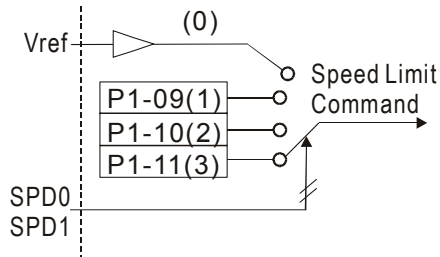 (0)
Vref
Speed Limit
Command
P1-09(1)
P1-10(2)
P1-11(3)
SPD0
SPD1